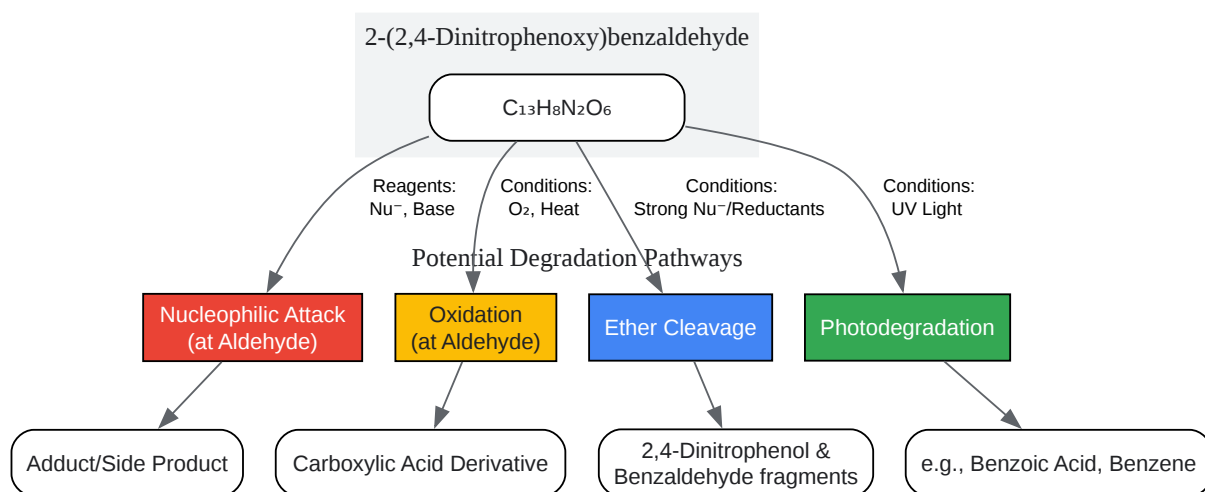 2-(2,4-Dinitrophenoxy)benzaldehyde
C₁₃H₈N₂O₆
Reagents:
Nu⁻, Base
Conditions:
O₂, Heat
Conditions:
Strong Nu⁻/Reductants
Conditions:
UV Light
Potential Degradation Pathways
Nucleophilic Attack
(at Aldehyde)
Oxidation
(at Aldehyde)
Ether Cleavage
Photodegradation
Adduct/Side Product
Carboxylic Acid Derivative
2,4-Dinitrophenol &
Benzaldehyde fragments
e.g., Benzoic Acid, Benzene